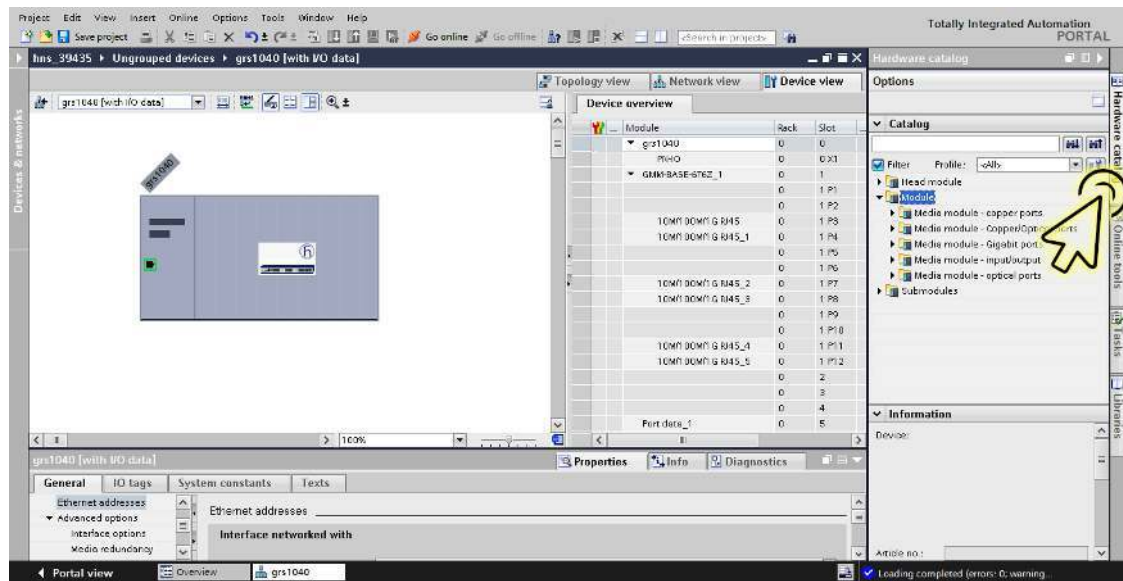 Project Edit View Insert Online Options Tools Window Help
Totally Integrated Automation
PORTAL
Save project Go online Go offline <Search in project>
hns_39435 Ungrouped devices grs1040 [with I/O data]
Hardware catalog
Topology view Network view Device view
Options
grs1040 [with I/O data]
Device overview
Module Rack Slot
Catalog
grs1040 0 0
PN-IO 0 0 X1
Filter Profile: <All>
GMM-BASE-6T6Z_1 0 1
Head module
0 1 P1
Module
0 1 P2
Media module - copper ports
10M/100M/1G RJ45 0 1 P3
Media module - Copper/Optical ports
10M/100M/1G RJ45_1 0 1 P4
Media module - Gigabit ports
0 1 P5
Media module - input/output
0 1 P6
Media module - optical ports
10M/100M/1G RJ45_2 0 1 P7
Submodules
10M/100M/1G RJ45_3 0 1 P8
0 1 P9
0 1 P10
10M/100M/1G RJ45_4 0 1 P11
10M/100M/1G RJ45_5 0 1 P12
0 2
0 3
0 4
Port data_1 0 5
grs1040
Information
Device:
100%
grs1040 [with I/O data]
Properties Info Diagnostics
General IO tags System constants Texts
Ethernet addresses
Advanced options
Interface options
Media redundancy
Ethernet addresses
Interface networked with
Article no.:
Portal view Overview grs1040
Loading completed (errors: 0; warning...
Devices & networks
Hardware catal
Online tools
Tasks
Libraries